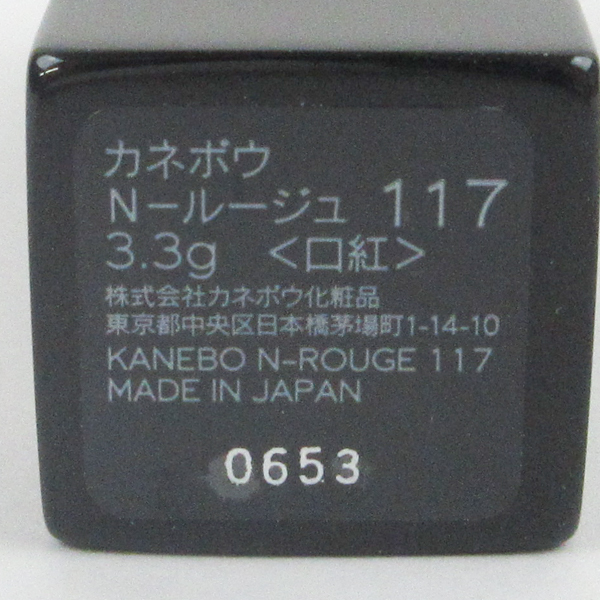 カネボウ
N-ルージュ 117
3.3g <口紅>
株式会社カネボウ化粧品
東京都中央区日本橋茅場町1-14-10
KANEBO N-ROUGE 117
MADE IN JAPAN
0653